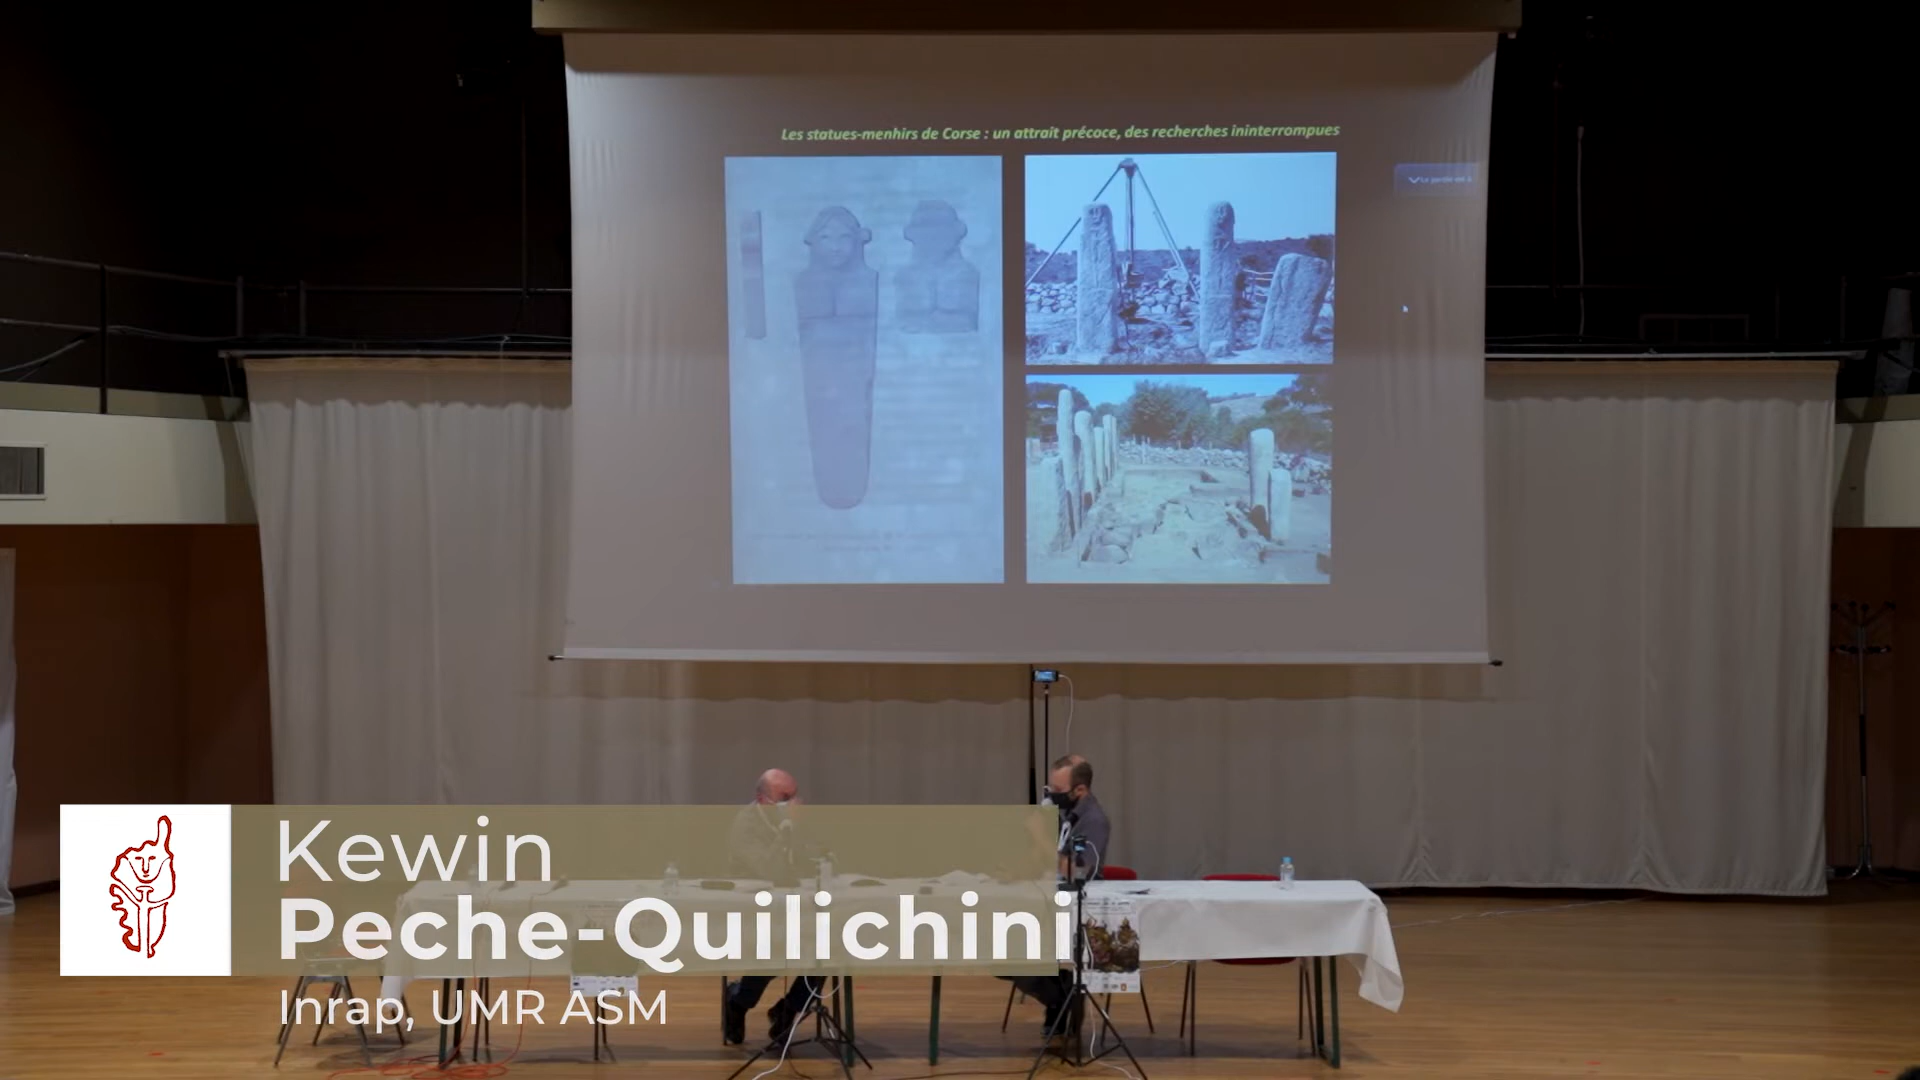 Les statues-menhirs de Corse : un attrait précoce, des recherches ininterrompues
Kewin
Peche-Quilichini
Inrap, UMR ASM